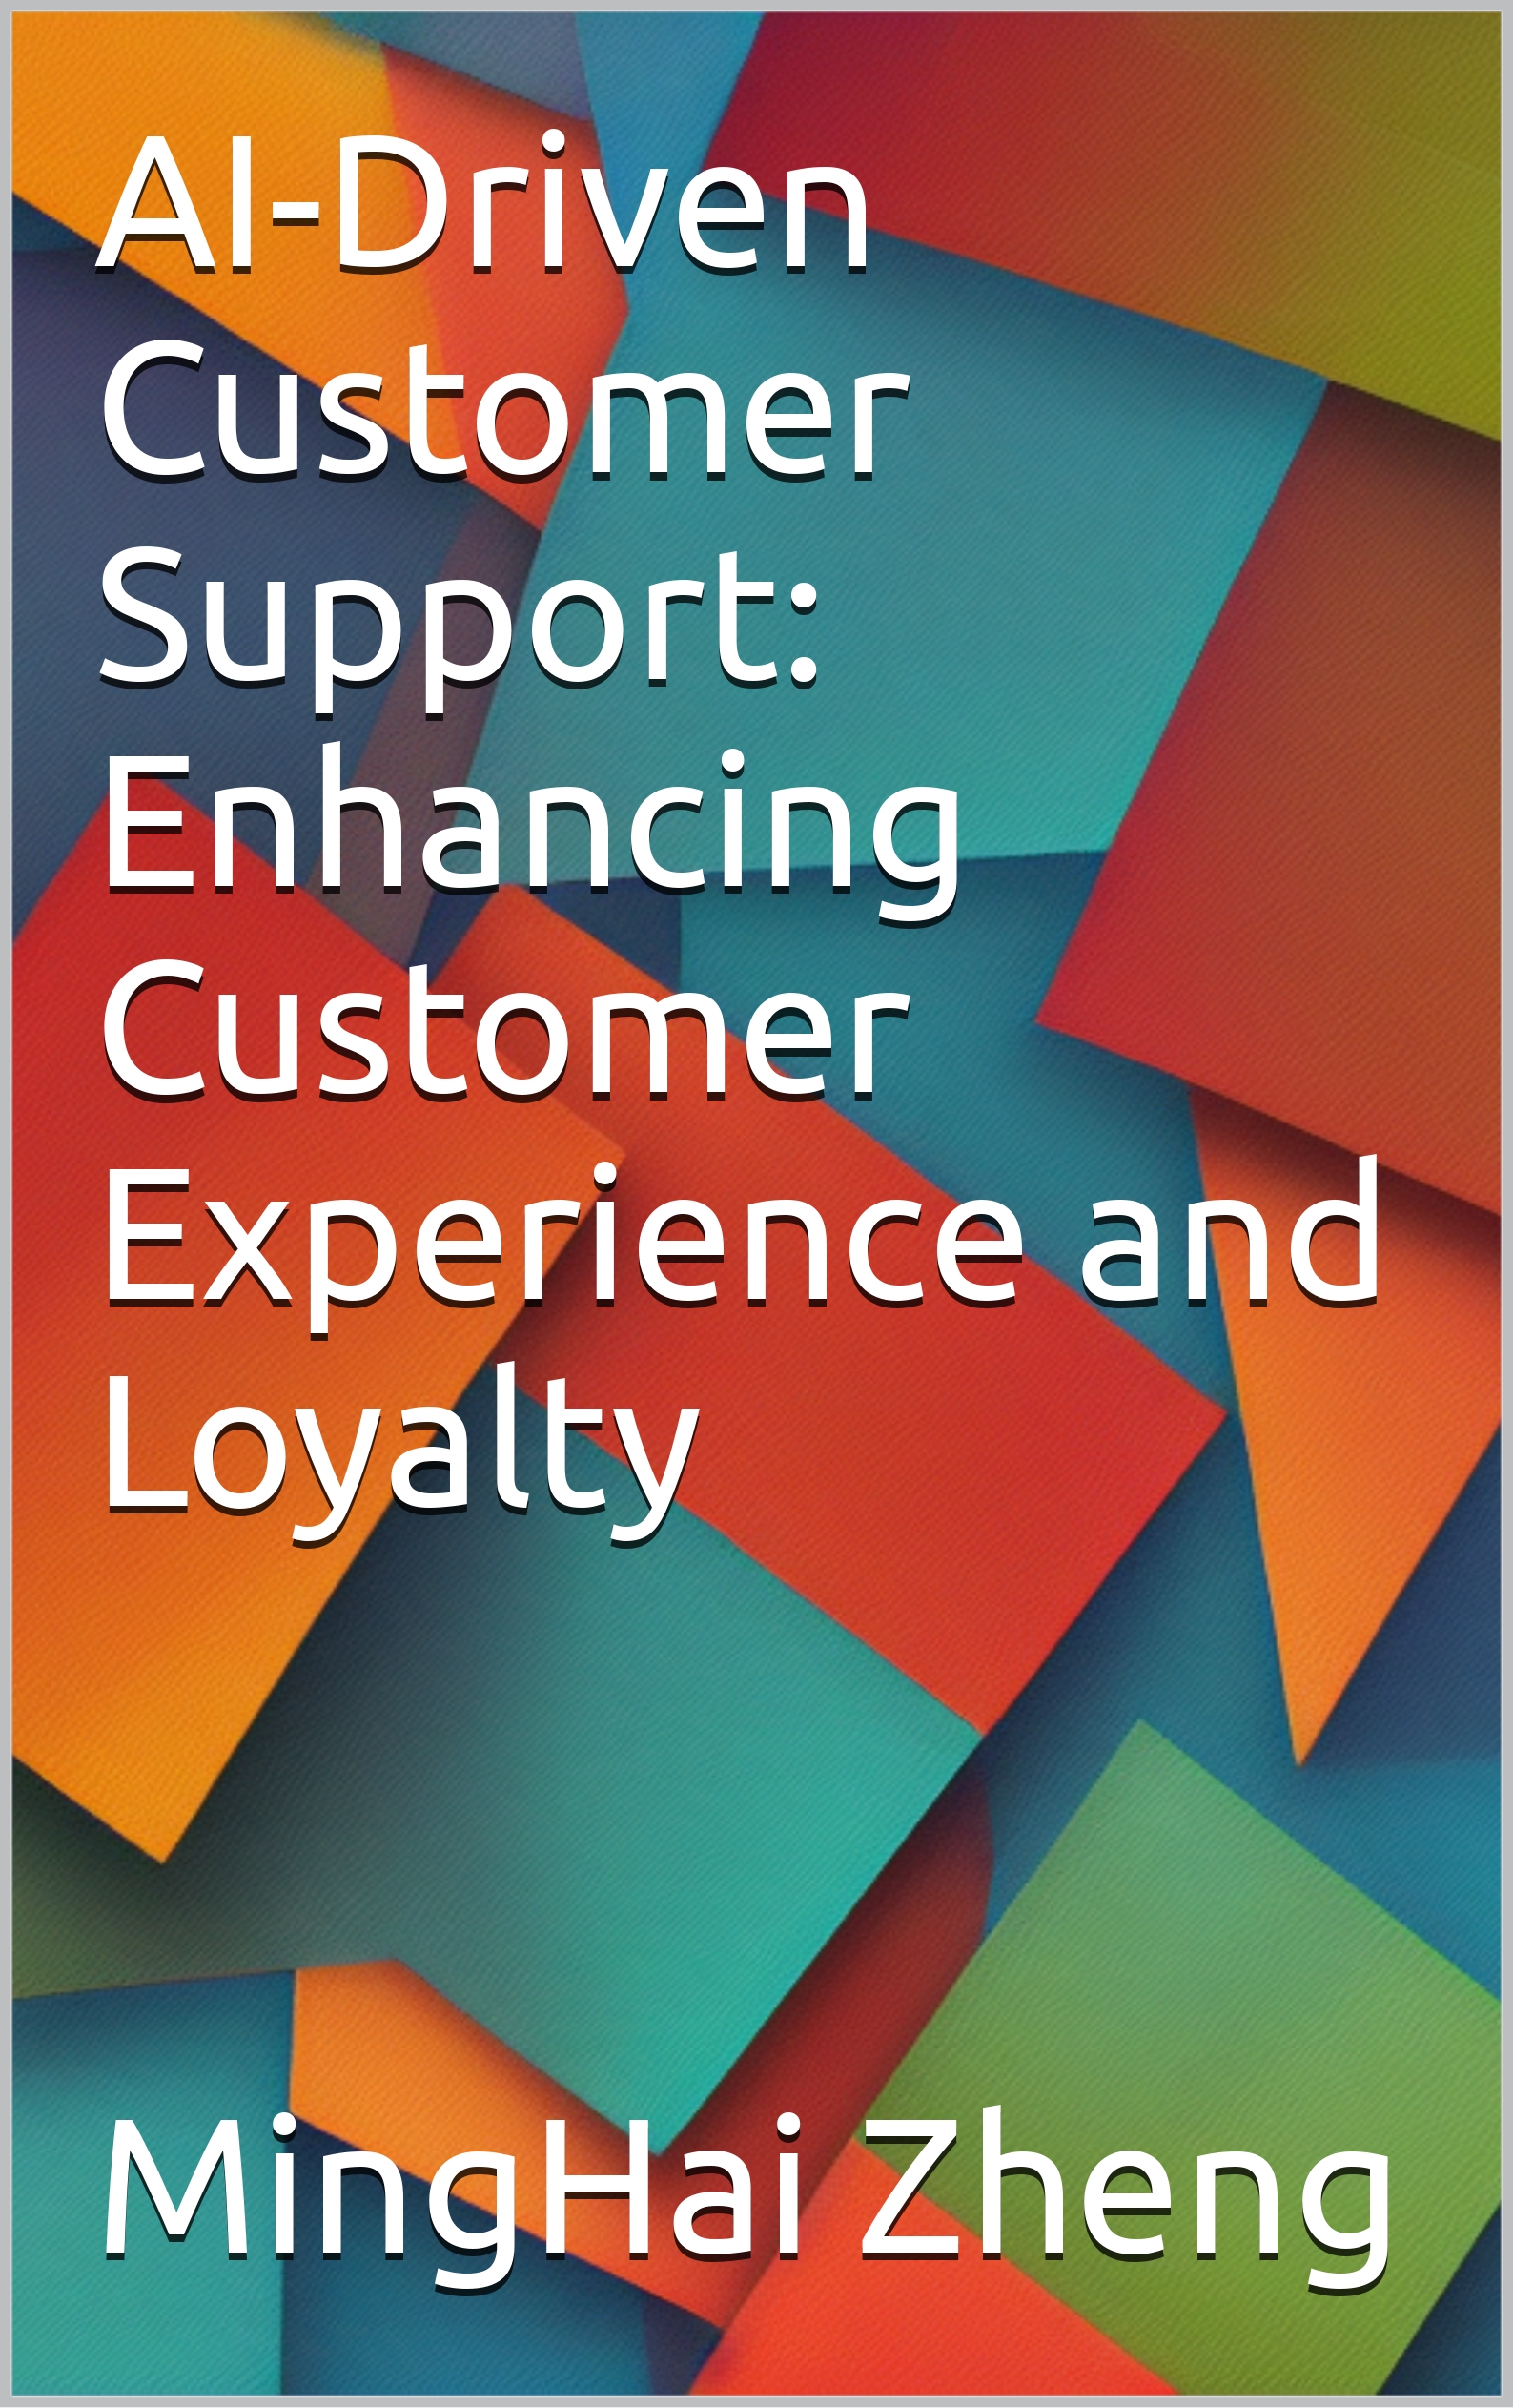 AI-Driven
Customer
Support:
Enhancing
Customer
Experience and
Loyalty
MingHai Zheng